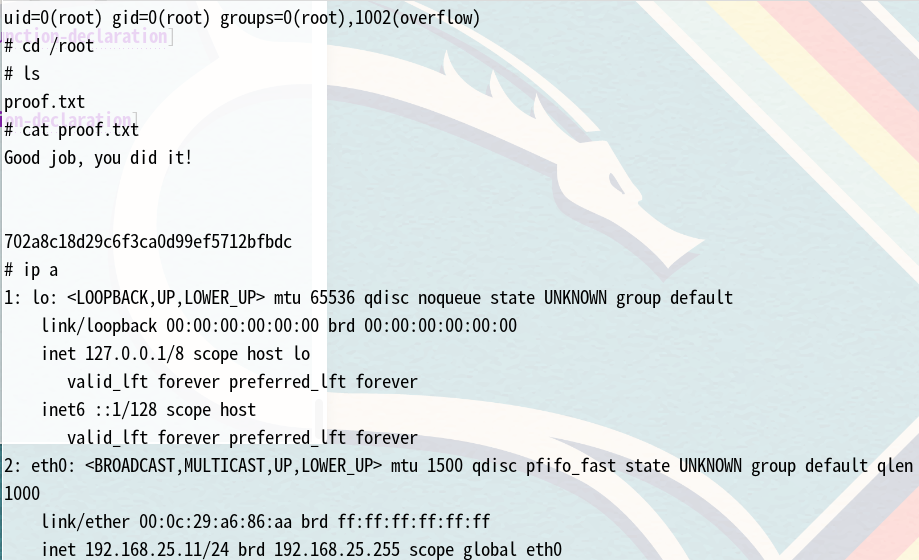 uid=0(root) gid=0(root) groups=0(root),1002(overflow)
nction-declaration]
# cd /root
# ls
proof.txt
ion-declaration]
# cat proof.txt
Good job, you did it!
702a8c18d29c6f3ca0d99ef5712bfbdc
# ip a
1: lo: <LOOPBACK,UP,LOWER_UP> mtu 65536 qdisc noqueue state UNKNOWN group default
link/loopback 00:00:00:00:00:00 brd 00:00:00:00:00:00
inet 127.0.0.1/8 scope host lo
valid_lft forever preferred_lft forever
inet6 ::1/128 scope host
valid_lft forever preferred_lft forever
2: eth0: <BROADCAST,MULTICAST,UP,LOWER_UP> mtu 1500 qdisc pfifo_fast state UNKNOWN group default qlen
1000
link/ether 00:0c:29:a6:86:aa brd ff:ff:ff:ff:ff:ff
inet 192.168.25.11/24 brd 192.168.25.255 scope global eth0